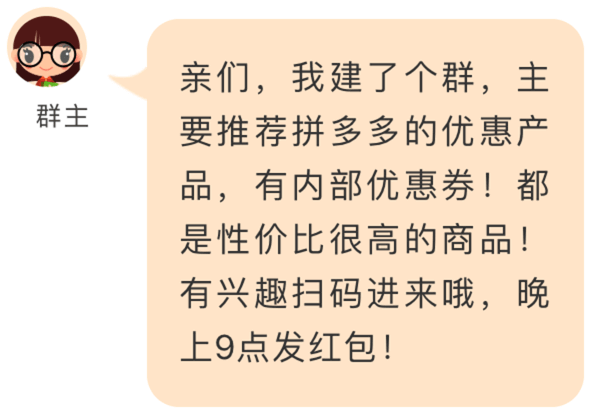 群主
亲们，我建了个群，主
要推荐拼多多的优惠产
品，有内部优惠券！都
是性价比很高的商品！
有兴趣扫码进来哦，晚
上9点发红包！